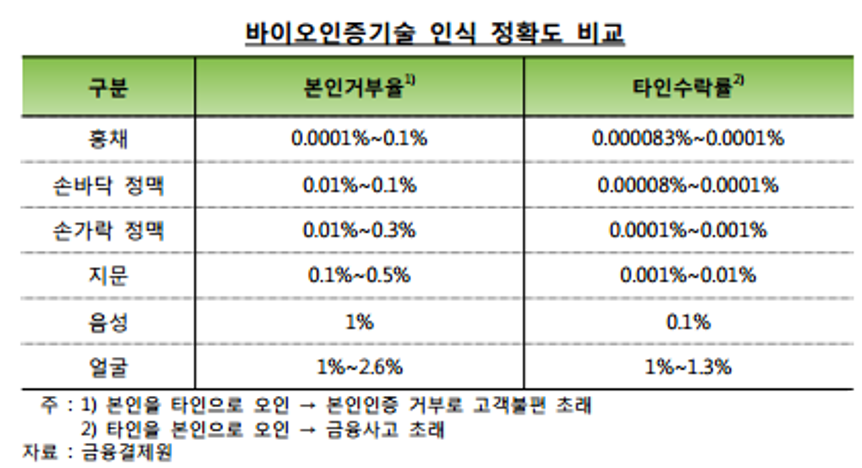 바이오인증기술 인식 정확도 비교
구분 본인거부율1) 타인수락률2)
홍채 0.0001%~0.1% 0.000083%~0.0001%
손바닥 정맥 0.01%~0.1% 0.00008%~0.0001%
손가락 정맥 0.01%~0.3% 0.0001%~0.001%
지문 0.1%~0.5% 0.001%~0.01%
음성 1% 0.1%
얼굴 1%~2.6% 1%~1.3%
주 : 1) 본인을 타인으로 오인 → 본인인증 거부로 고객불편 초래
2) 타인을 본인으로 오인 → 금융사고 초래
자료 : 금융결제원